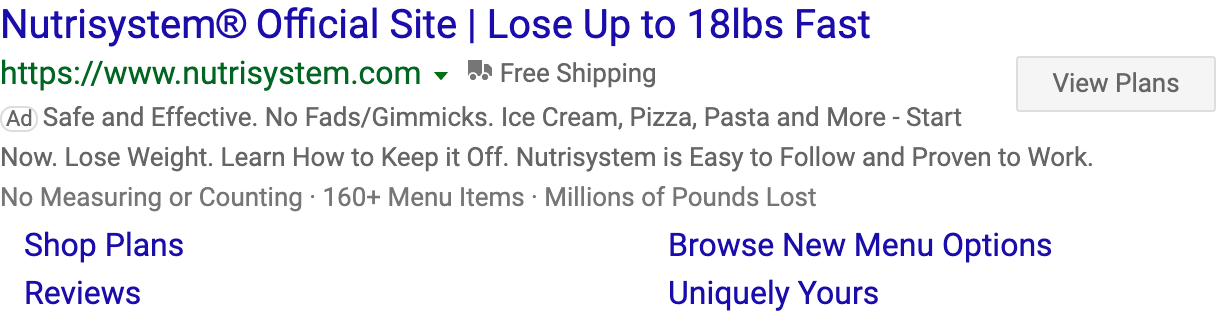 Nutrisystem® Official Site | Lose Up to 18lbs Fast
https://www.nutrisystem.com Free Shipping
View Plans
Ad Safe and Effective. No Fads/Gimmicks. Ice Cream, Pizza, Pasta and More - Start
Now. Lose Weight. Learn How to Keep it Off. Nutrisystem is Easy to Follow and Proven to Work.
No Measuring or Counting · 160+ Menu Items · Millions of Pounds Lost
Shop Plans
Browse New Menu Options
Reviews
Uniquely Yours